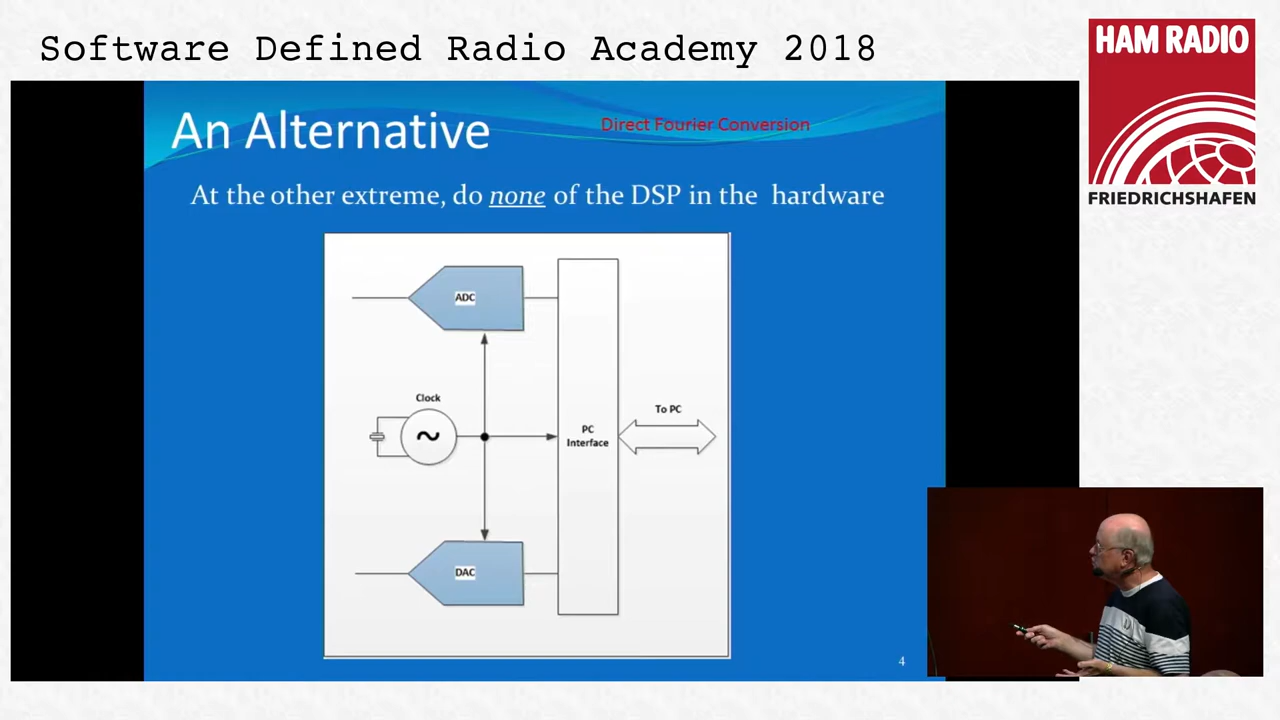 Software Defined Radio Academy 2018
HAM RADIO
FRIEDRICHSHAFEN
An Alternative
Direct Fourier Conversion
At the other extreme, do none of the DSP in the hardware
ADC
Clock
~
To PC
PC
Interface
DAC
4